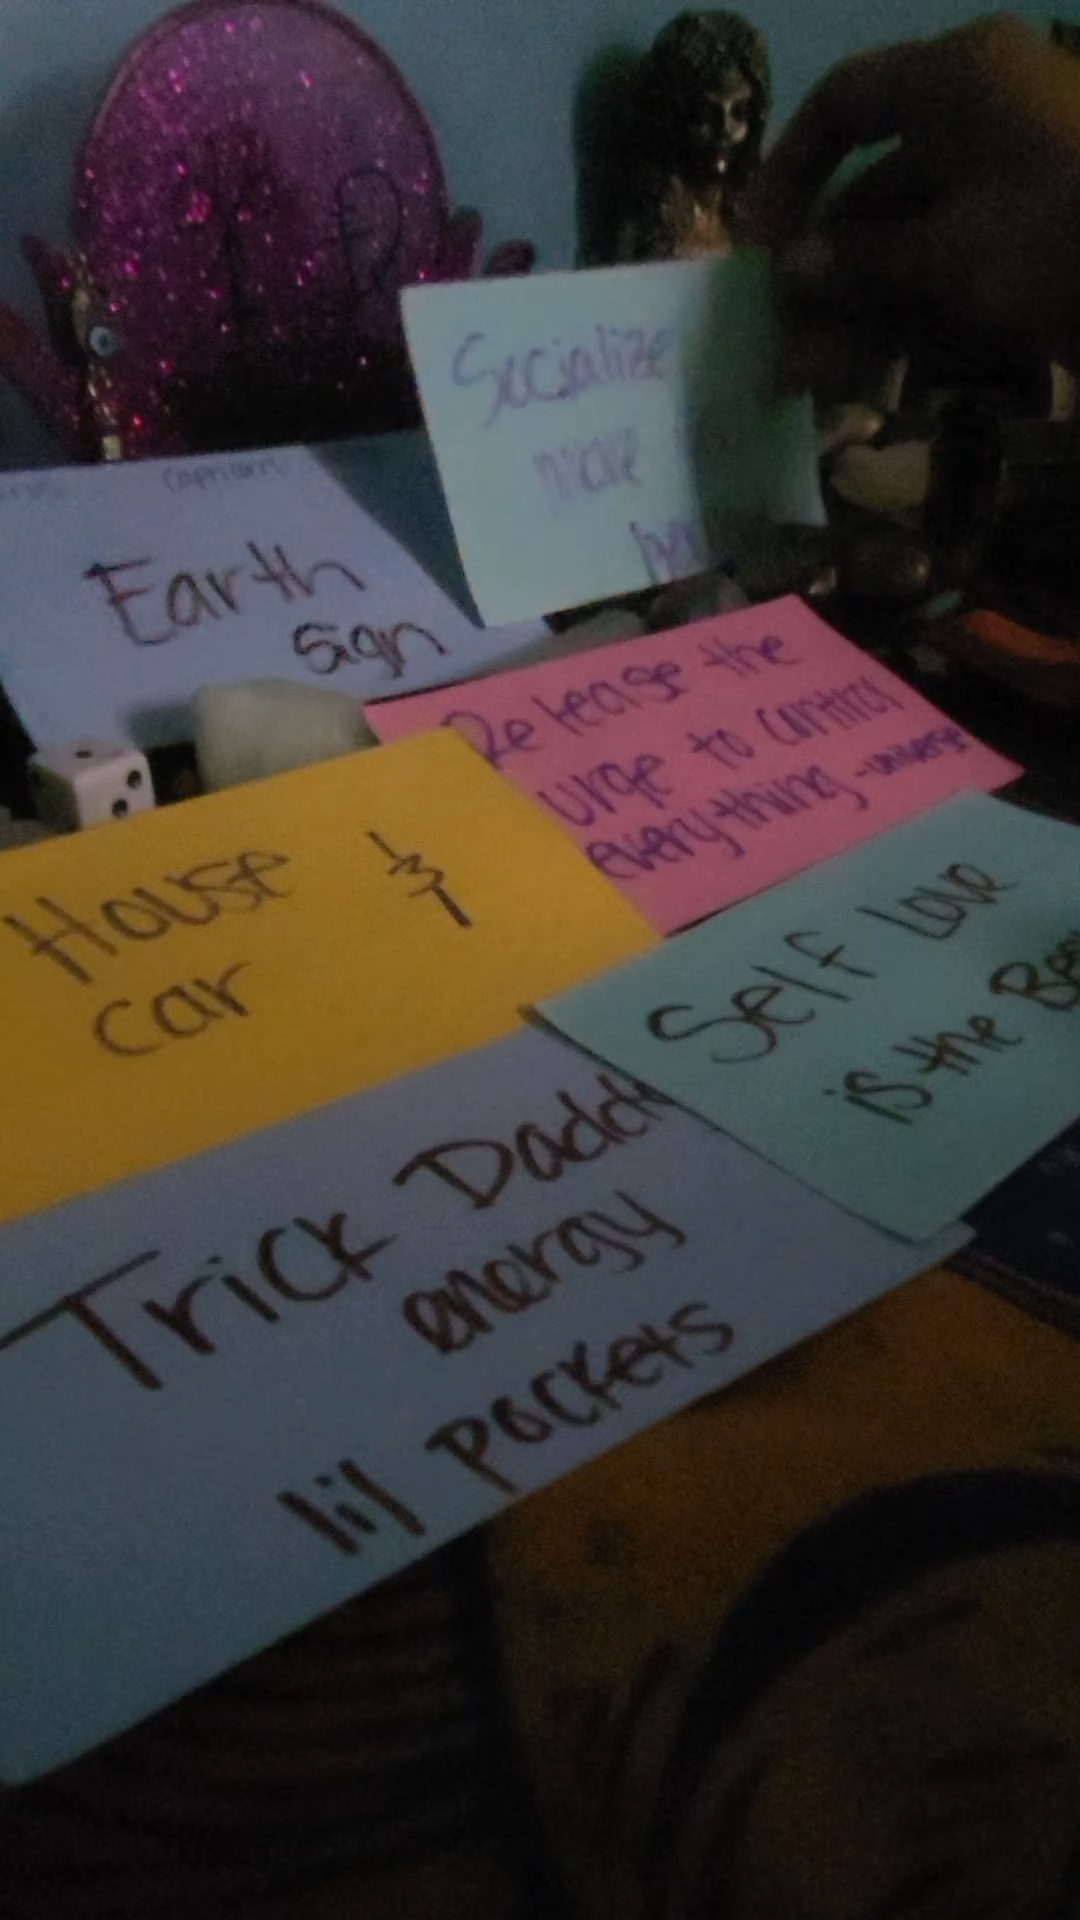 Socialize
more
Capricorn
Earth
Sign
Release the
urge to control
everything -universe
House
car
Self Love
is the
Trick Daddy
energy
lil pockets